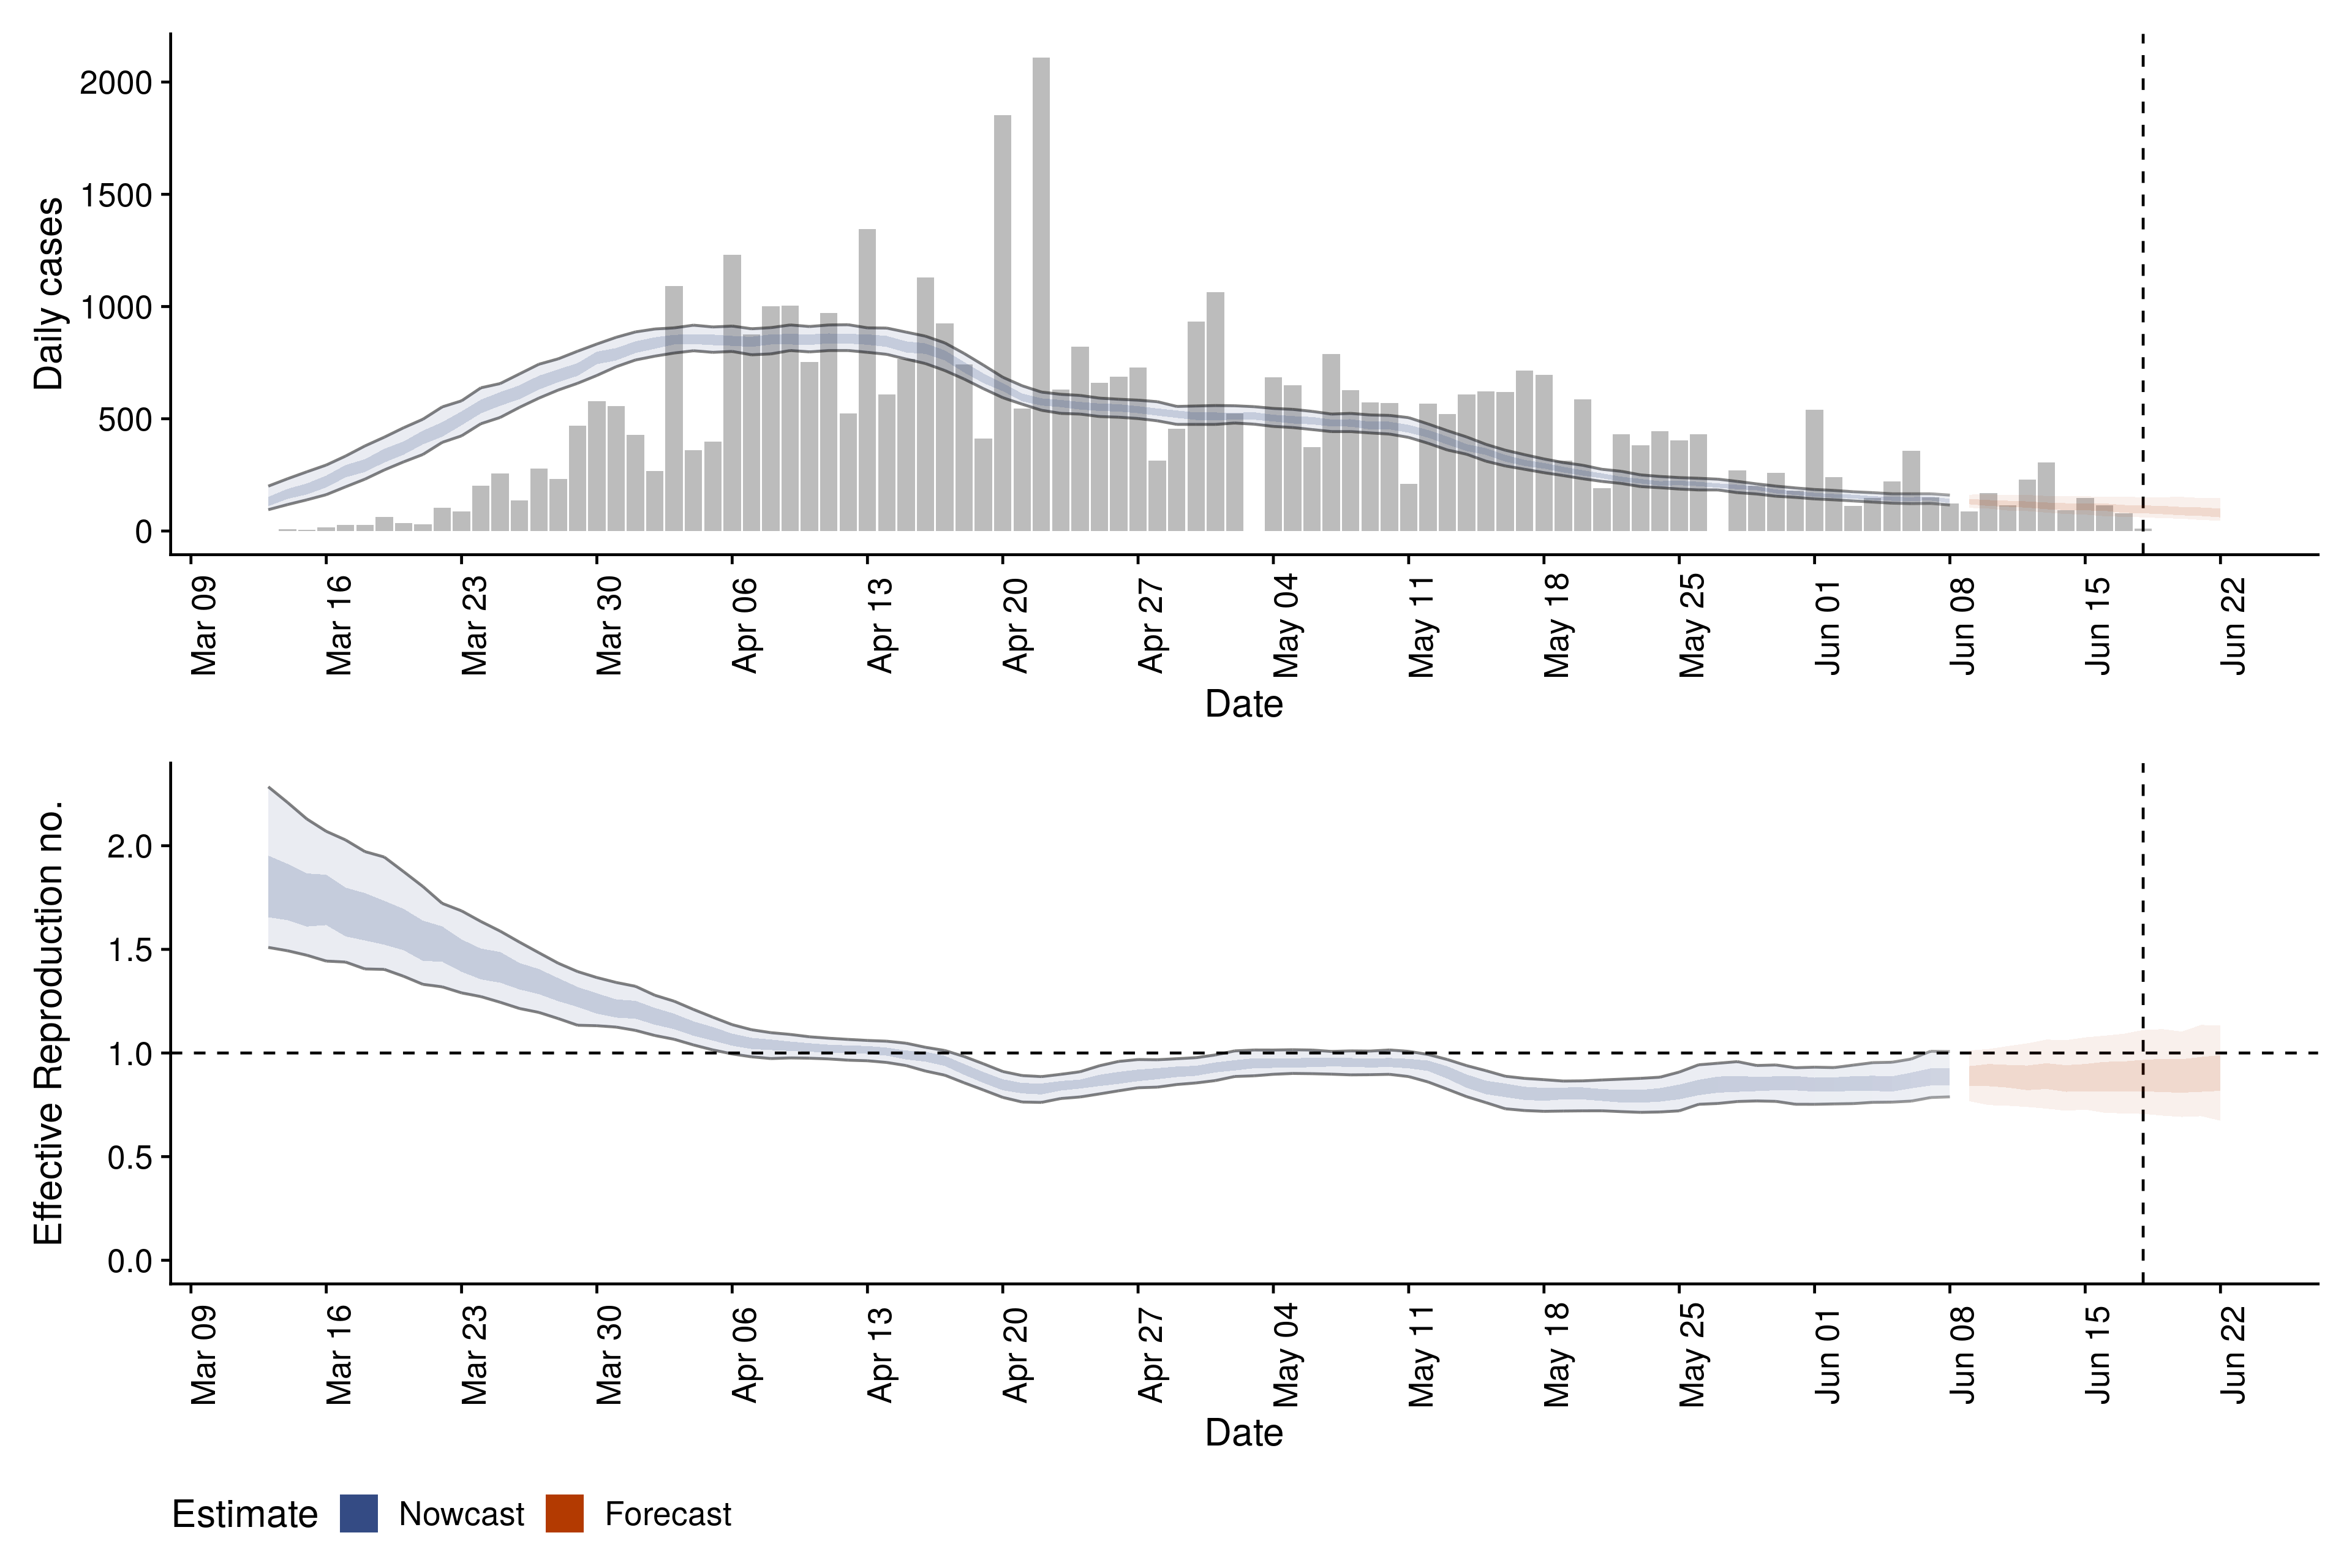 Daily cases
2000
1500
1000
500
0
Mar 09
Mar 16
Mar 23
Mar 30
Apr 06
Apr 13
Apr 20
Apr 27
May 04
May 11
May 18
May 25
Jun 01
Jun 08
Jun 15
Jun 22
Date
Effective Reproduction no.
2.0
1.5
1.0
0.5
0.0
Mar 09
Mar 16
Mar 23
Mar 30
Apr 06
Apr 13
Apr 20
Apr 27
May 04
May 11
May 18
May 25
Jun 01
Jun 08
Jun 15
Jun 22
Date
Estimate Nowcast Forecast